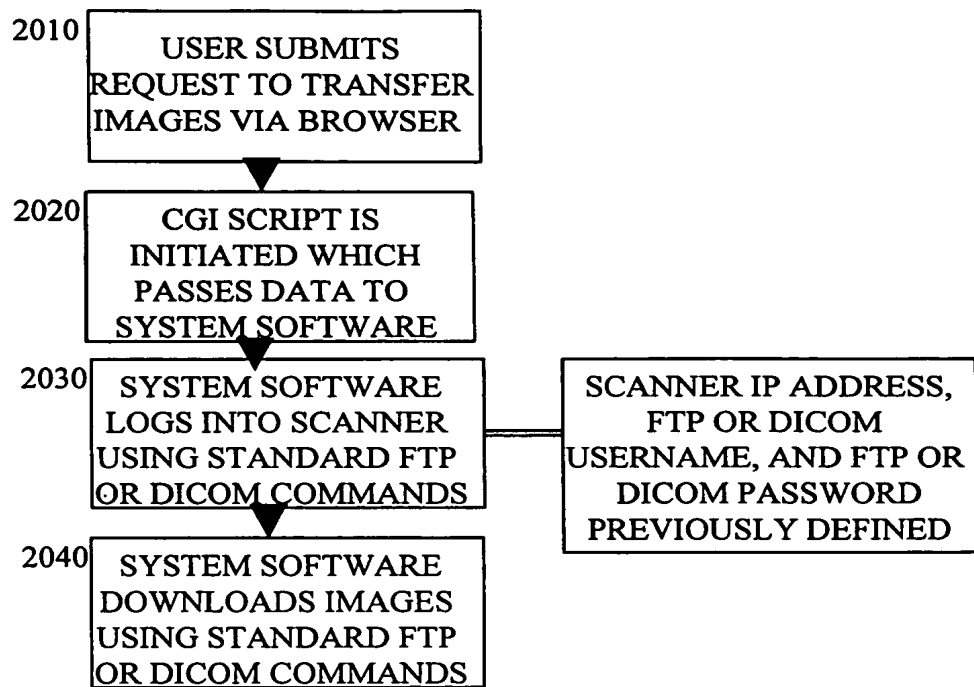 2010
USER SUBMITS
REQUEST TO TRANSFER
IMAGES VIA BROWSER
2020
CGI SCRIPT IS
INITIATED WHICH
PASSES DATA TO
SYSTEM SOFTWARE
2030
SYSTEM SOFTWARE
LOGS INTO SCANNER
USING STANDARD FTP
OR DICOM COMMANDS
SCANNER IP ADDRESS,
FTP OR DICOM
USERNAME, AND FTP OR
DICOM PASSWORD
PREVIOUSLY DEFINED
2040
SYSTEM SOFTWARE
DOWNLOADS IMAGES
USING STANDARD FTP
OR DICOM COMMANDS